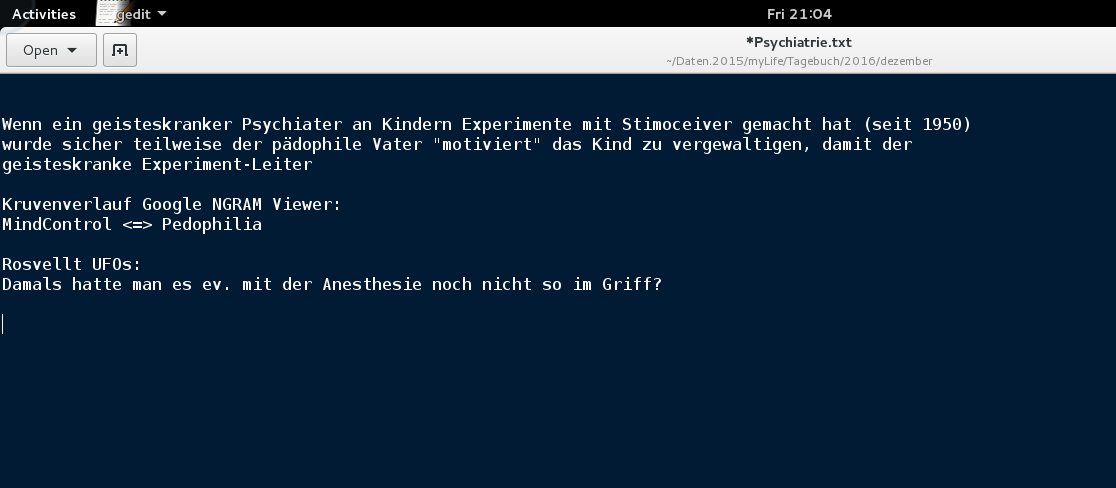 Activities
gedit
Fri 21:04
Open
*Psychiatrie.txt
~/Daten.2015/myLife/Tagebuch/2016/dezember
Wenn ein geisteskranker Psychiater an Kindern Experimente mit Stimoceiver gemacht hat (seit 1950)
wurde sicher teilweise der pädophile Vater "motiviert" das Kind zu vergewaltigen, damit der
geisteskranke Experiment-Leiter
Kruvenverlauf Google NGRAM Viewer:
MindControl <=> Pedophilia
Rosvellt UFOs:
Damals hatte man es ev. mit der Anesthesie noch nicht so im Griff?